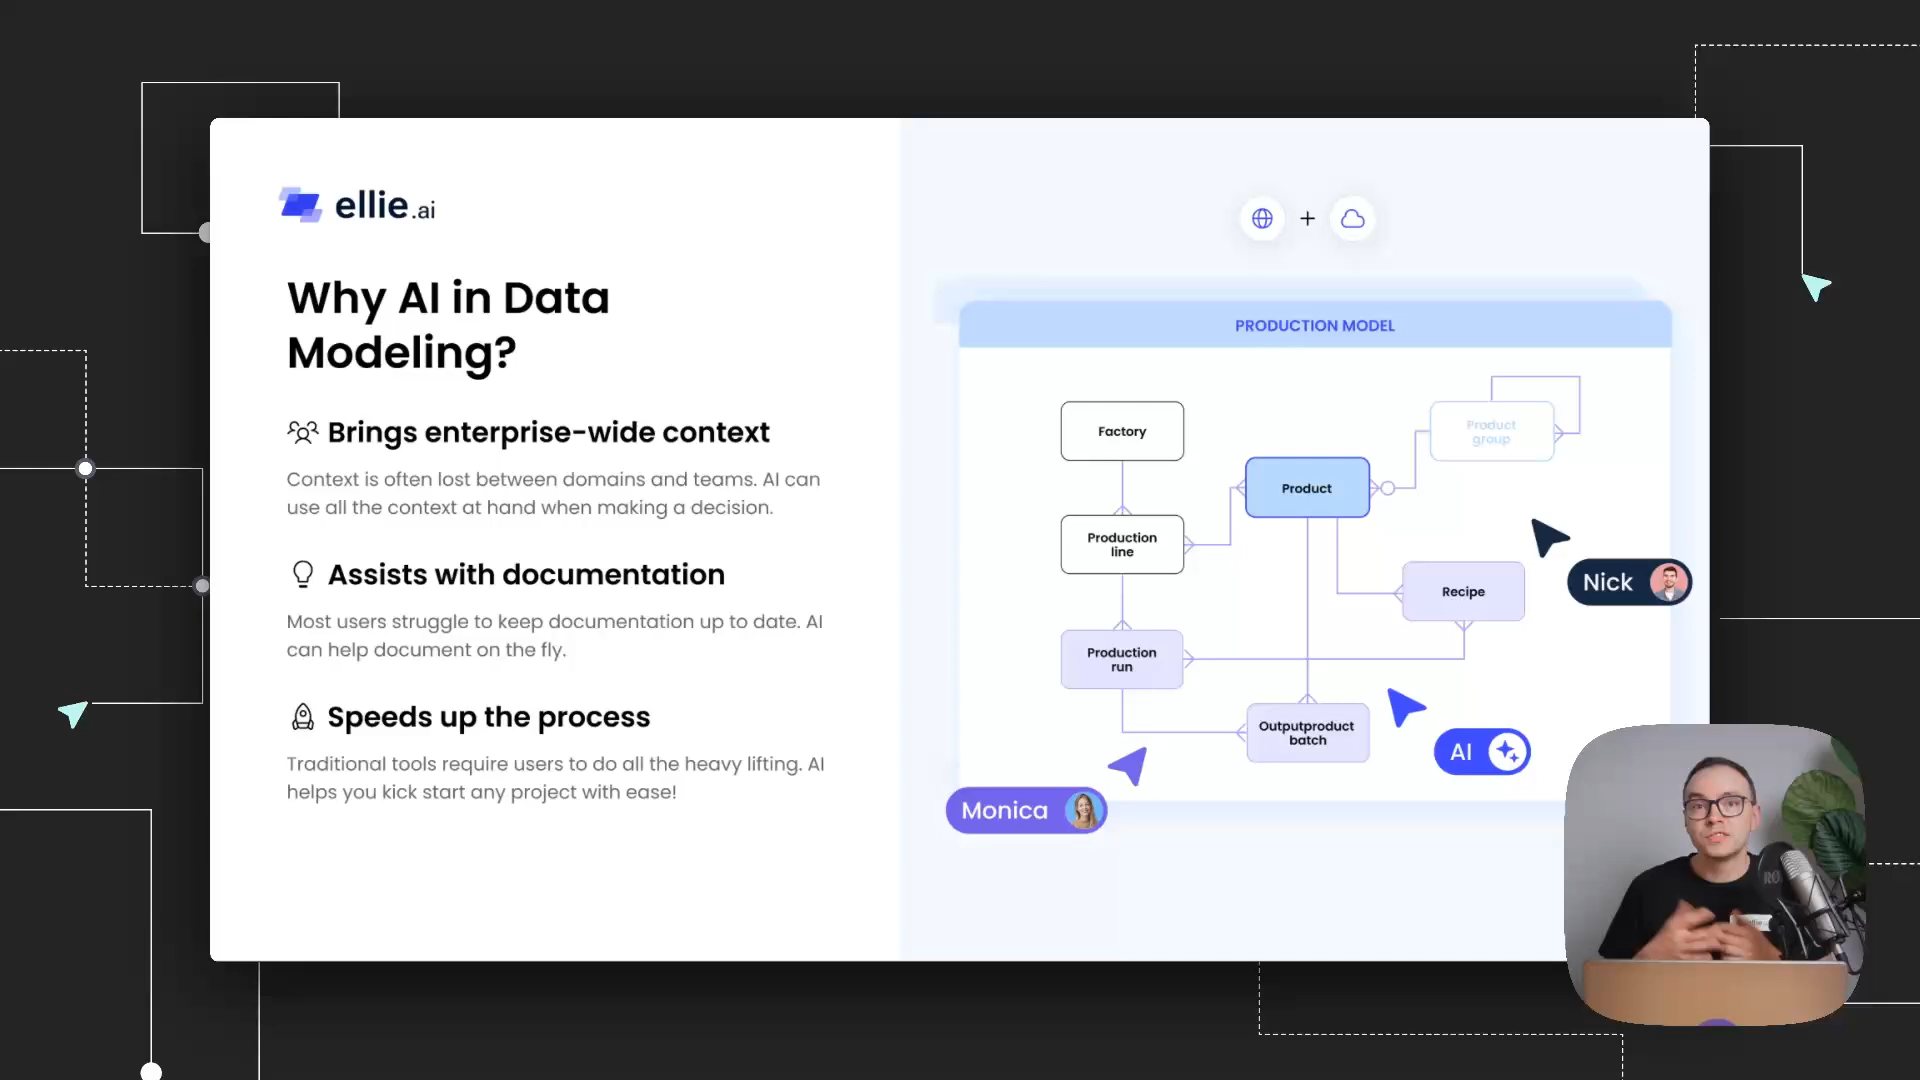 ellie.ai
Why AI in Data
Modeling?
Brings enterprise-wide context
Context is often lost between domains and teams. AI can
use all the context at hand when making a decision.
Assists with documentation
Most users struggle to keep documentation up to date. AI
can help document on the fly.
Speeds up the process
Traditional tools require users to do all the heavy lifting. AI
helps you kick start any project with ease!
+
PRODUCTION MODEL
Factory
Product
group
Product
Production
line
Nick
Recipe
Production
run
Outputproduct
batch
AI
Monica